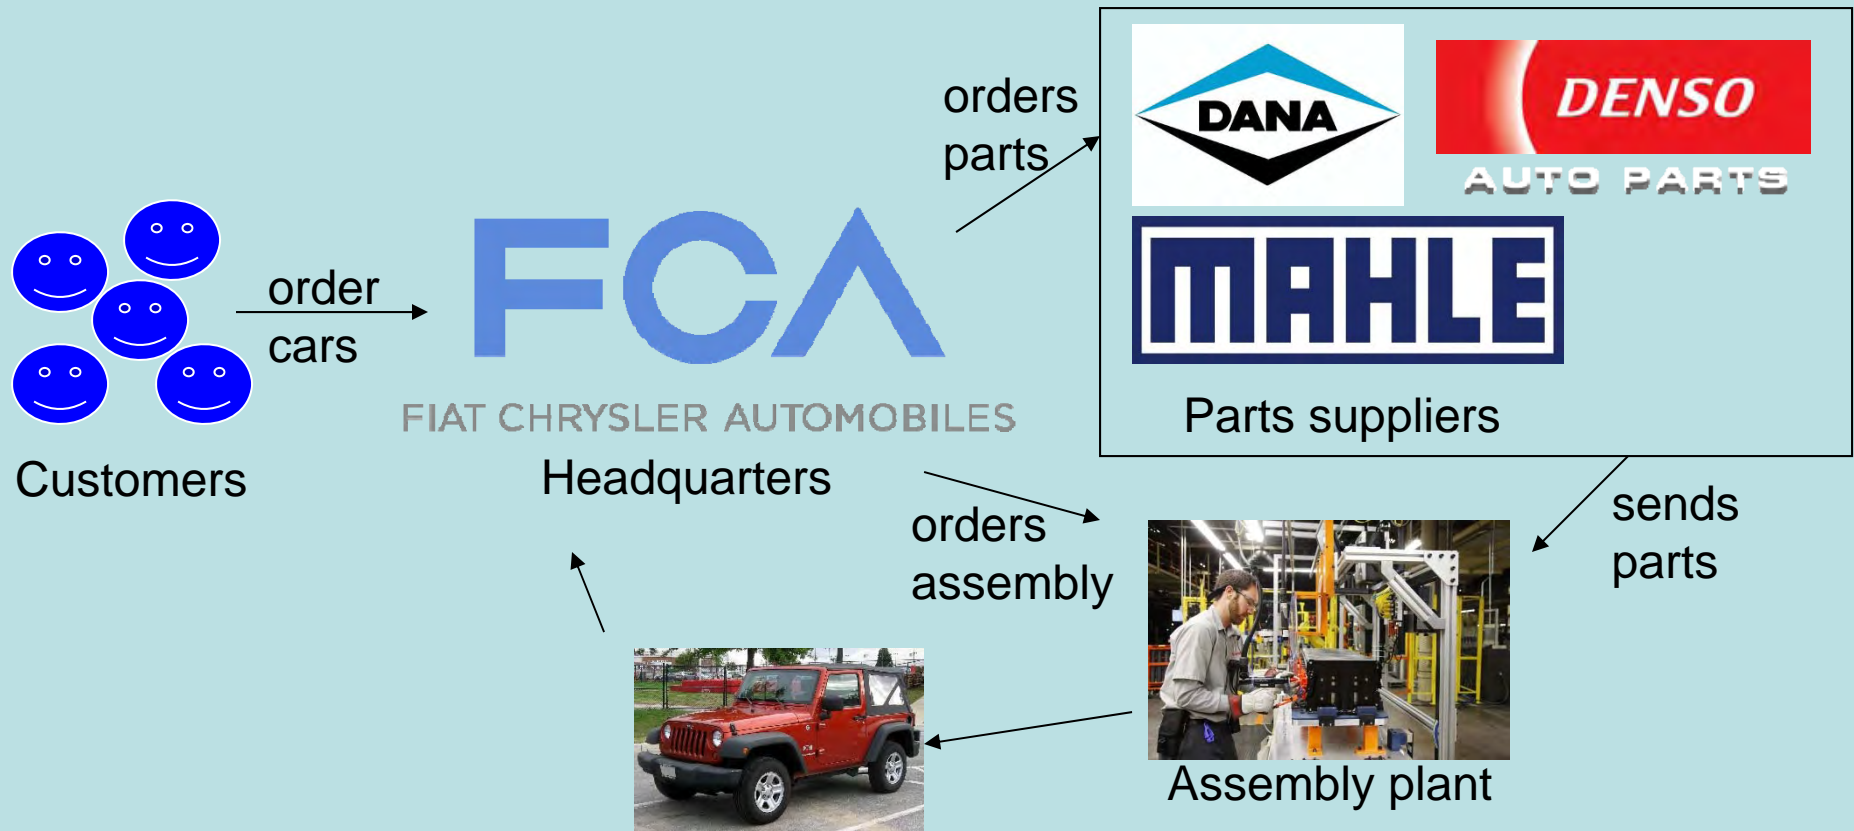 order
cars
Customers
FCA
FIAT CHRYSLER AUTOMOBILES
Headquarters
orders
parts
DANA
DENSO
AUTO PARTS
MAHLE
Parts suppliers
orders
assembly
sends
parts
Assembly plant